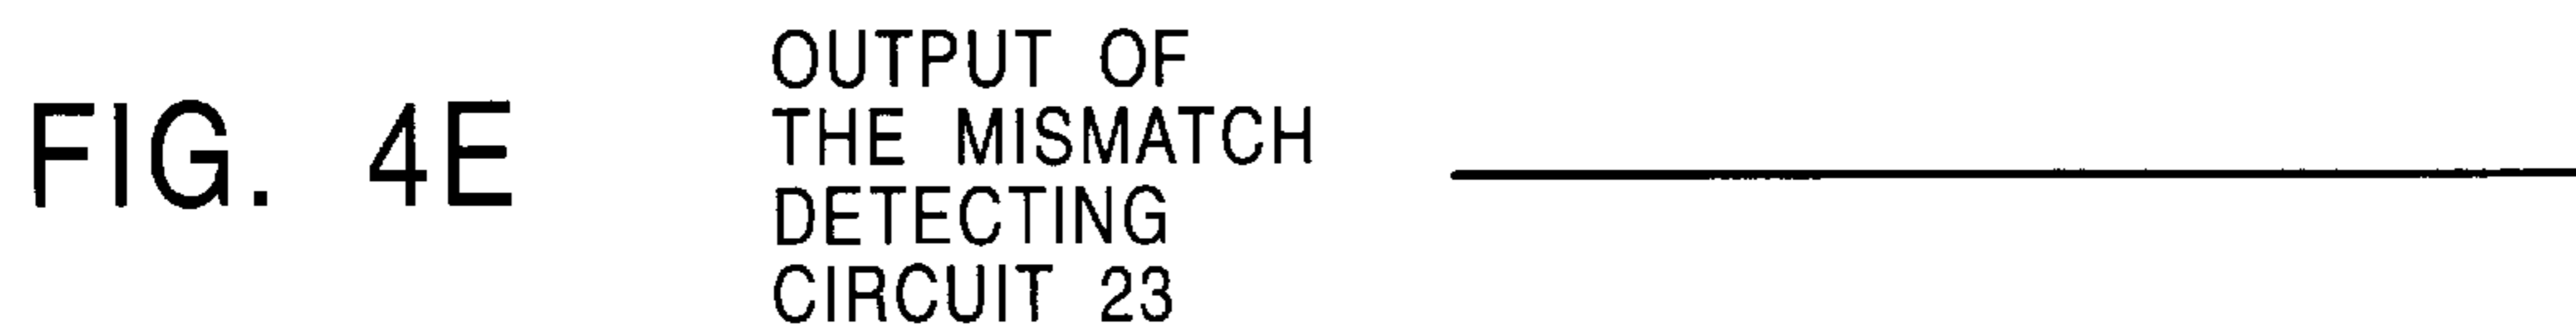 FIG. 4E
OUTPUT OF
THE MISMATCH
DETECTING
CIRCUIT 23